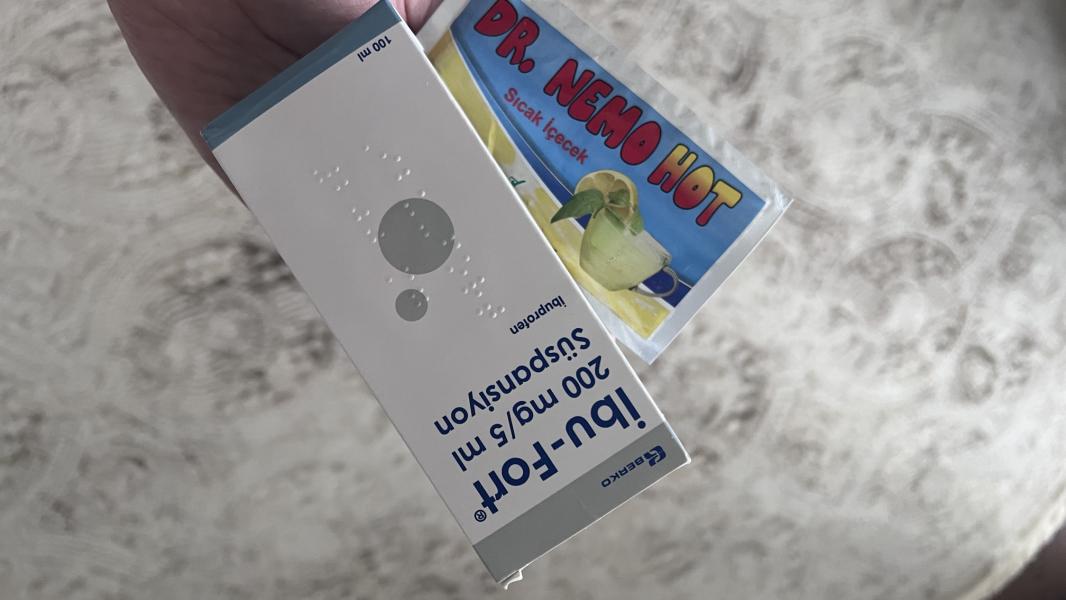 BERKO
ibu-Fort®
200 mg/5 ml
Süspansiyon
İbuprofen
100 ml
DR. NEMO HOT
Sıcak İçecek